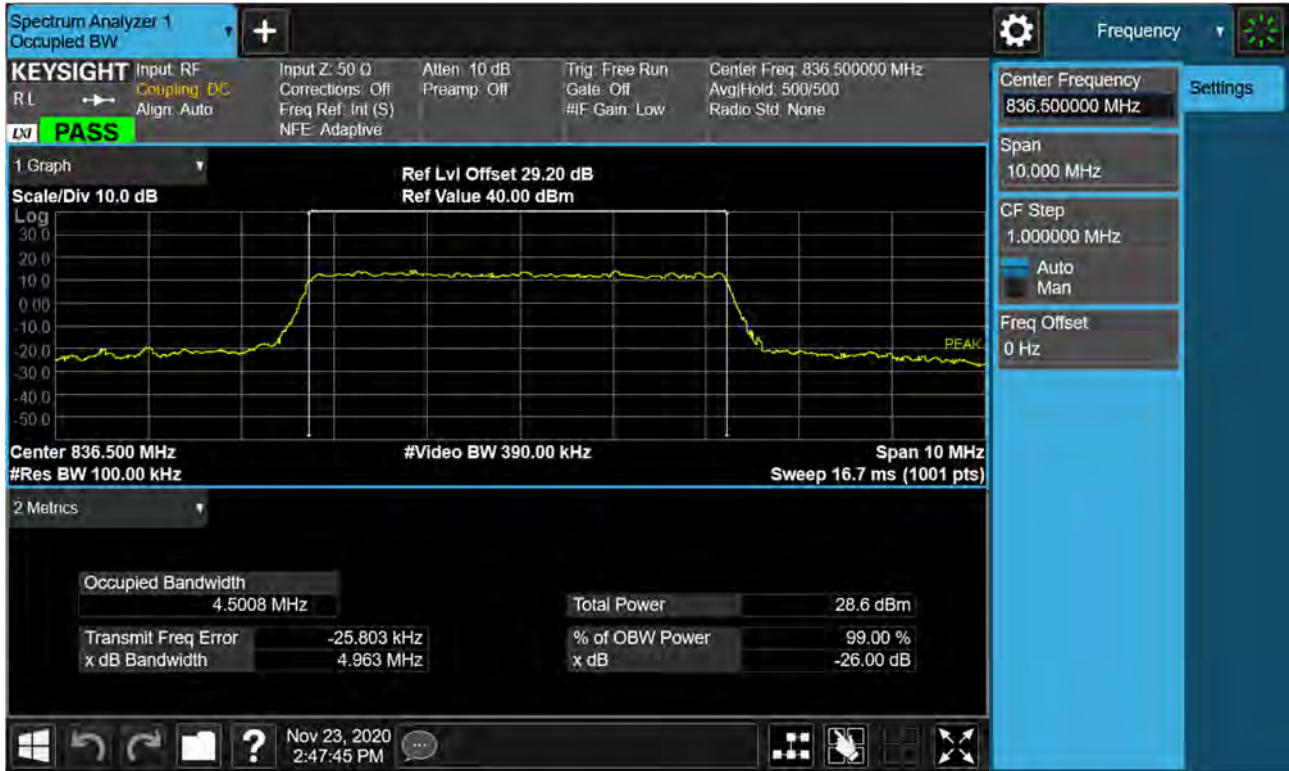 Spectrum Analyzer 1
Occupied BW
+
Frequency
KEYSIGHT
RL
LXI
PASS
Input: RF
Coupling: DC
Align: Auto
Input Z: 50 Ω
Corrections: Off
Freq Ref: Int (S)
NFE: Adaptive
Atten: 10 dB
Preamp: Off
Trig: Free Run
Gate: Off
#IF Gain: Low
Center Freq: 836.500000 MHz
Avg|Hold: 500/500
Radio Std: None
Center Frequency
836.500000 MHz
Settings
Span
10.000 MHz
CF Step
1.000000 MHz
Auto
Man
Freq Offset
0 Hz
1 Graph
Ref Lvl Offset 29.20 dB
Scale/Div 10.0 dB
Ref Value 40.00 dBm
Log
30.0
20.0
10.0
0.00
-10.0
-20.0
-30.0
-40.0
-50.0
PEAK
Center 836.500 MHz
#Video BW 390.00 kHz
Span 10 MHz
#Res BW 100.00 kHz
Sweep 16.7 ms (1001 pts)
2 Metrics
Occupied Bandwidth
4.5008 MHz
Total Power 28.6 dBm
Transmit Freq Error -25.803 kHz
% of OBW Power 99.00 %
x dB Bandwidth 4.963 MHz
x dB -26.00 dB
?
Nov 23, 2020
2:47:45 PM